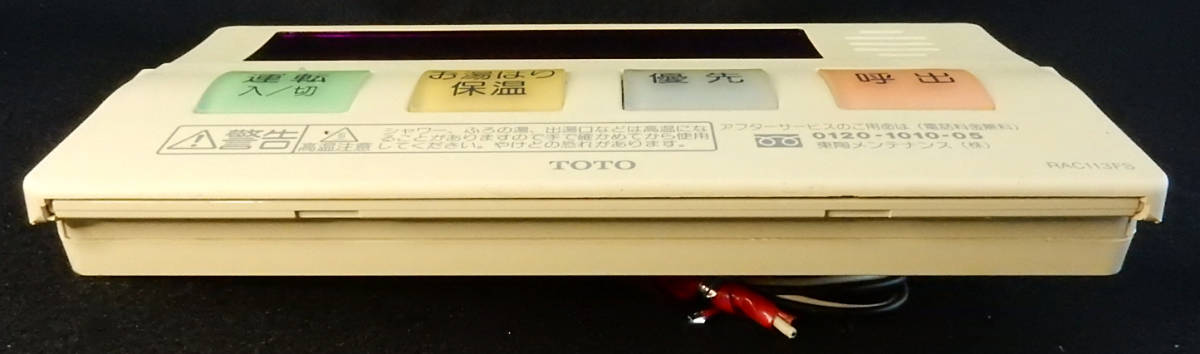 運転
入/切
お湯はり
保温
優先
呼出
警告
高温注意
シャワー、ふろの湯、出湯口などは高温にな
ることがありますので手で確かめてから使用
してください。やけどの恐れがあります。
アフターサービスのご用命は(電話料金無料)
0120-1010-05
東陶メンテナンス(株)
TOTO
RAC113FS